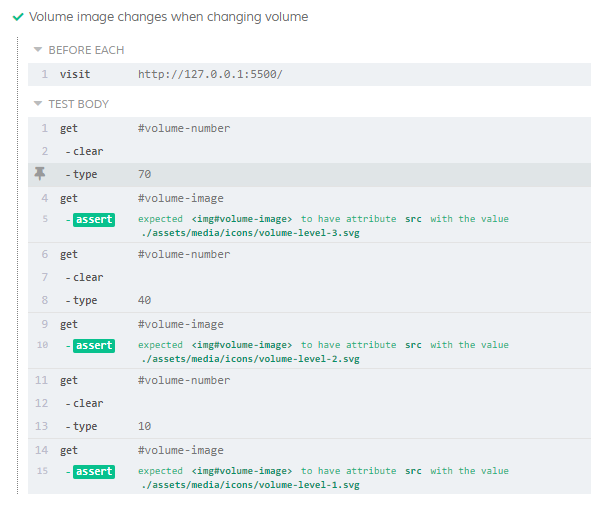 Volume image changes when changing volume
BEFORE EACH
1 visit http://127.0.0.1:5500/
TEST BODY
1 get #volume-number
2 -clear
-type 70
4 get #volume-image
5 -assert expected <img#volume-image> to have attribute src with the value
./assets/media/icons/volume-level-3.svg
6 get #volume-number
7 -clear
8 -type 40
9 get #volume-image
10 -assert expected <img#volume-image> to have attribute src with the value
./assets/media/icons/volume-level-2.svg
11 get #volume-number
12 -clear
13 -type 10
14 get #volume-image
15 -assert expected <img#volume-image> to have attribute src with the value
./assets/media/icons/volume-level-1.svg